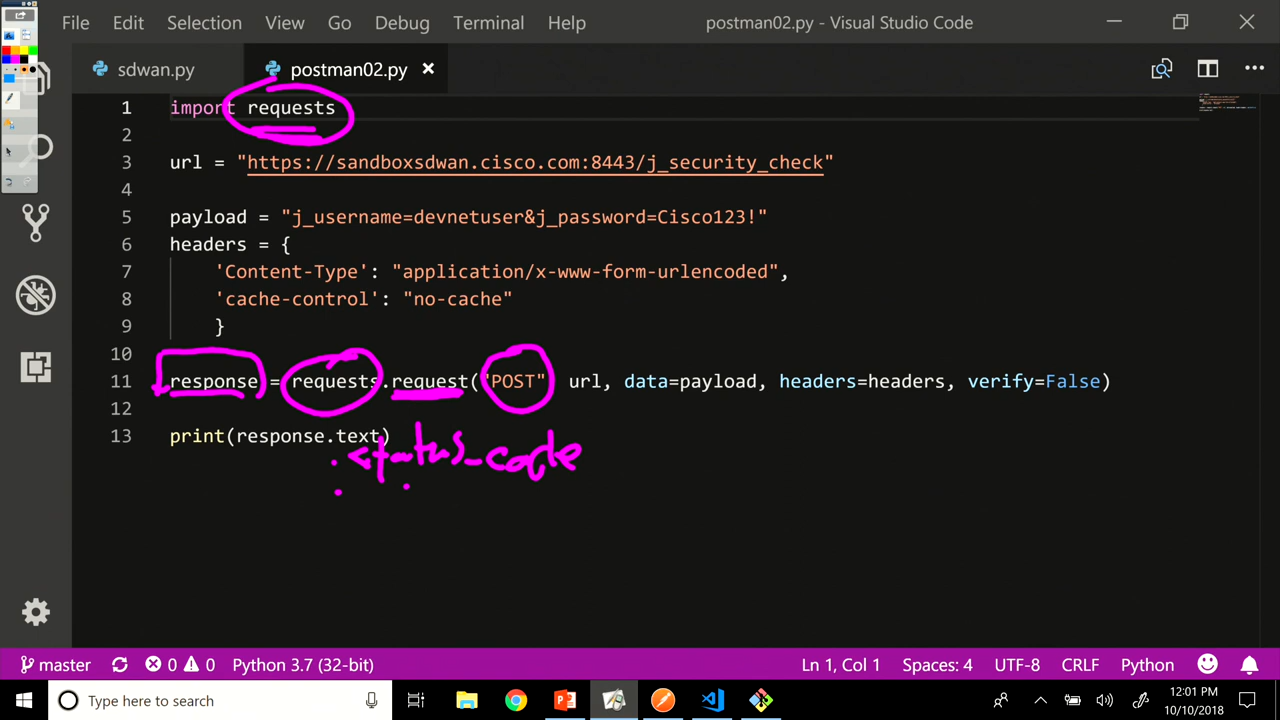 File Edit Selection View Go Debug Terminal Help postman02.py - Visual Studio Code
sdwan.py postman02.py
1 import requests
2
3 url = "https://sandboxsdwan.cisco.com:8443/j_security_check"
4
5 payload = "j_username=devnetuser&j_password=Cisco123!"
6 headers = {
7 'Content-Type': "application/x-www-form-urlencoded",
8 'cache-control': "no-cache"
9 }
10
11 response = requests.request("POST" url, data=payload, headers=headers, verify=False)
12
13 print(response.text)
.status_code
master 0 0 Python 3.7 (32-bit) Ln 1, Col 1 Spaces: 4 UTF-8 CRLF Python
Type here to search 12:01 PM
10/10/2018